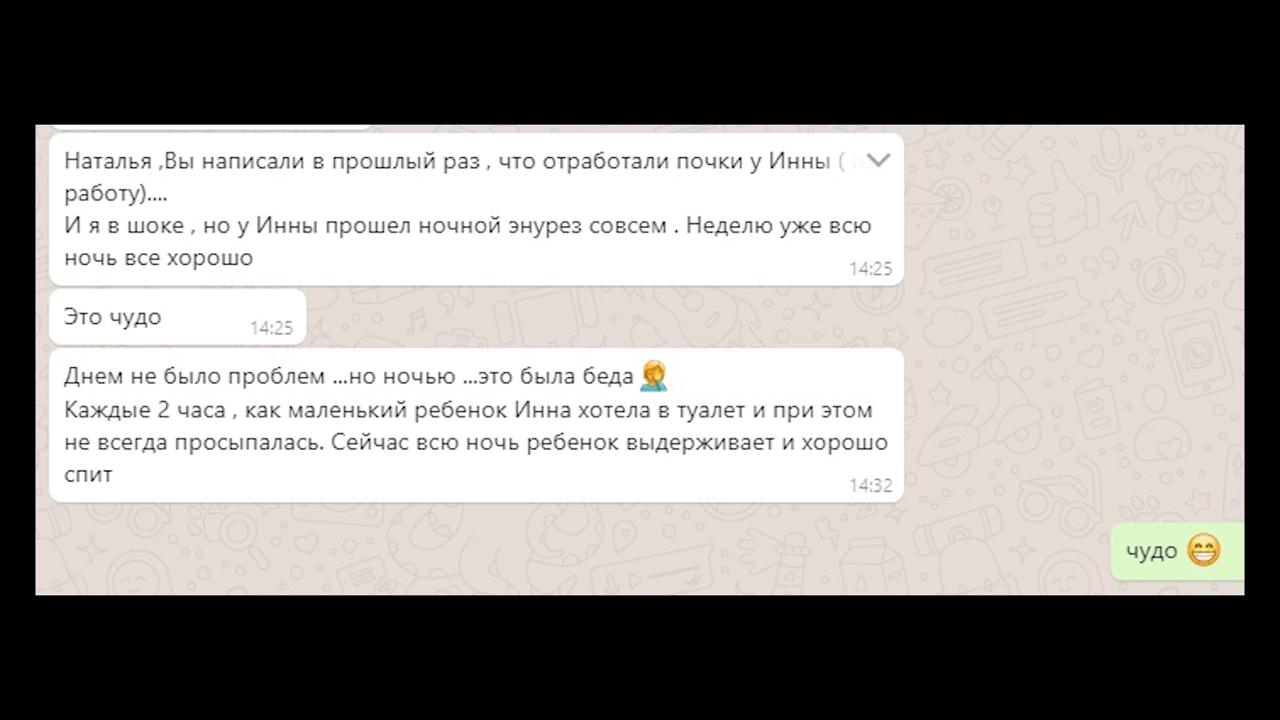 Наталья ,Вы написали в прошлый раз , что отработали почки у Инны (
работу)....
И я в шоке , но у Инны прошел ночной энурез совсем . Неделю уже всю
ночь все хорошо
14:25
Это чудо
14:25
Днем не было проблем ...но ночью ...это была беда 🤦
Каждые 2 часа , как маленький ребенок Инна хотела в туалет и при этом
не всегда просыпалась. Сейчас всю ночь ребенок выдерживает и хорошо
спит
14:32
чудо 😁